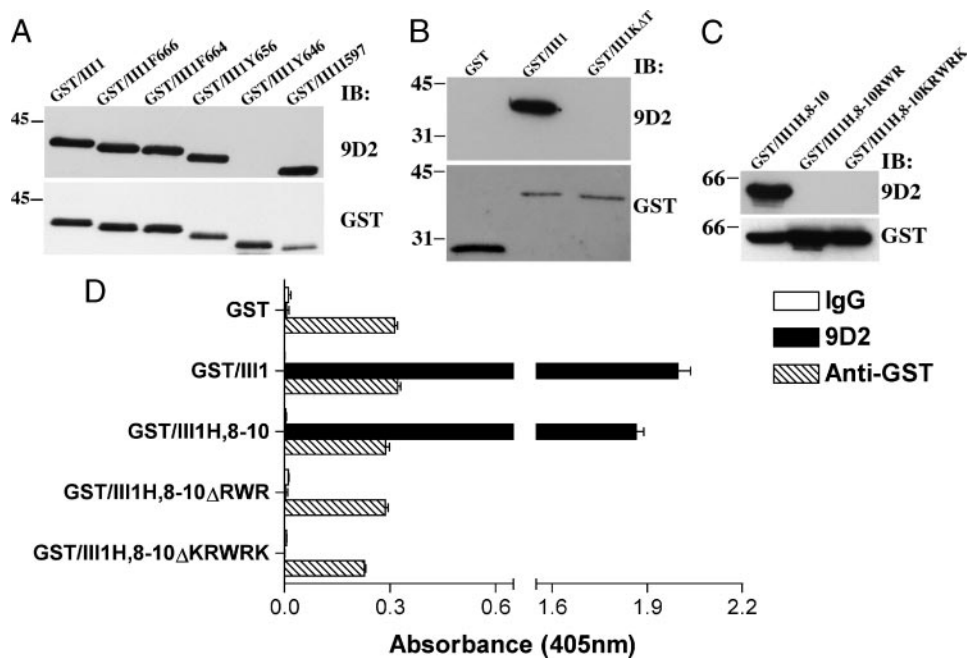 A
GST/III1
GST/III1F666
GST/III1F664
GST/III1Y656
GST/III1Y646
GST/III1I597
IB:
45
9D2
45
GST
B
GST
GST/III1
GST/III1KΔT
IB:
45
31
9D2
45
31
GST
C
GST/III1H,8-10
GST/III1H,8-10RWR
GST/III1H,8-10KRWRK
IB:
66
9D2
66
GST
D
GST
GST/III1
GST/III1H,8-10
GST/III1H,8-10ΔRWR
GST/III1H,8-10ΔKRWRK
0.0 0.3 0.6 1.6 1.9 2.2
Absorbance (405nm)
IgG
9D2
Anti-GST